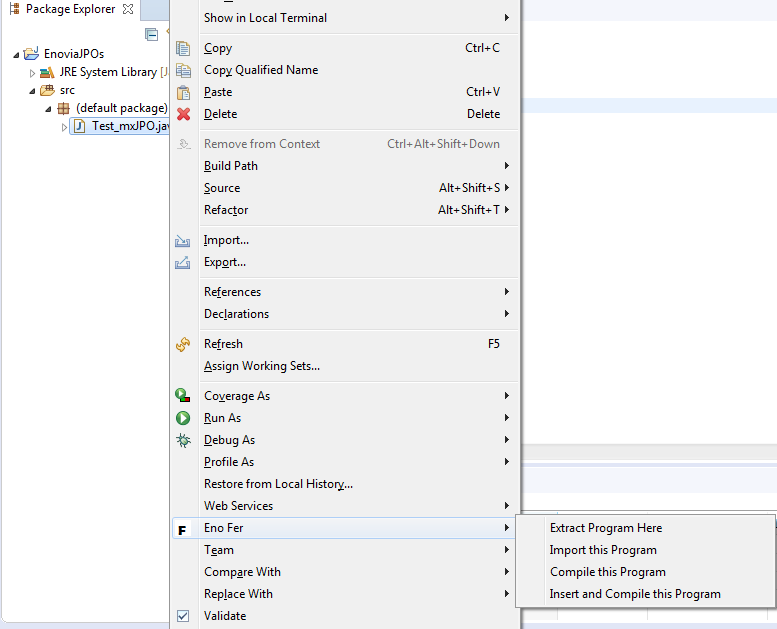 Package Explorer
EnoviaJPOs
JRE System Library [J
src
(default package)
Test_mxJPO.jav
Show in Local Terminal
Copy Ctrl+C
Copy Qualified Name
Paste Ctrl+V
Delete Delete
Remove from Context Ctrl+Alt+Shift+Down
Build Path
Source Alt+Shift+S
Refactor Alt+Shift+T
Import...
Export...
References
Declarations
Refresh F5
Assign Working Sets...
Coverage As
Run As
Debug As
Profile As
Restore from Local History...
Web Services
F Eno Fer
Team
Compare With
Replace With
Validate
Extract Program Here
Import this Program
Compile this Program
Insert and Compile this Program